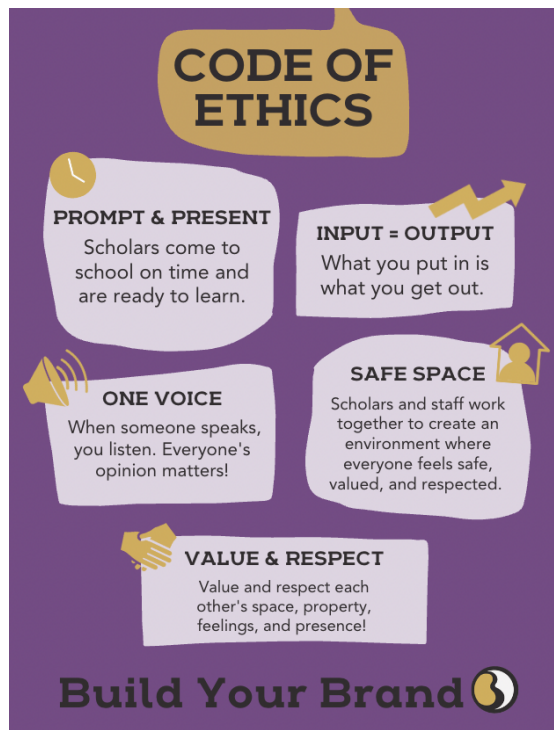 CODE OF
ETHICS
PROMPT & PRESENT
Scholars come to
school on time and
are ready to learn.
INPUT = OUTPUT
What you put in is
what you get out.
ONE VOICE
When someone speaks,
you listen. Everyone's
opinion matters!
SAFE SPACE
Scholars and staff work
together to create an
environment where
everyone feels safe,
valued, and respected.
VALUE & RESPECT
Value and respect each
other's space, property,
feelings, and presence!
Build Your Brand